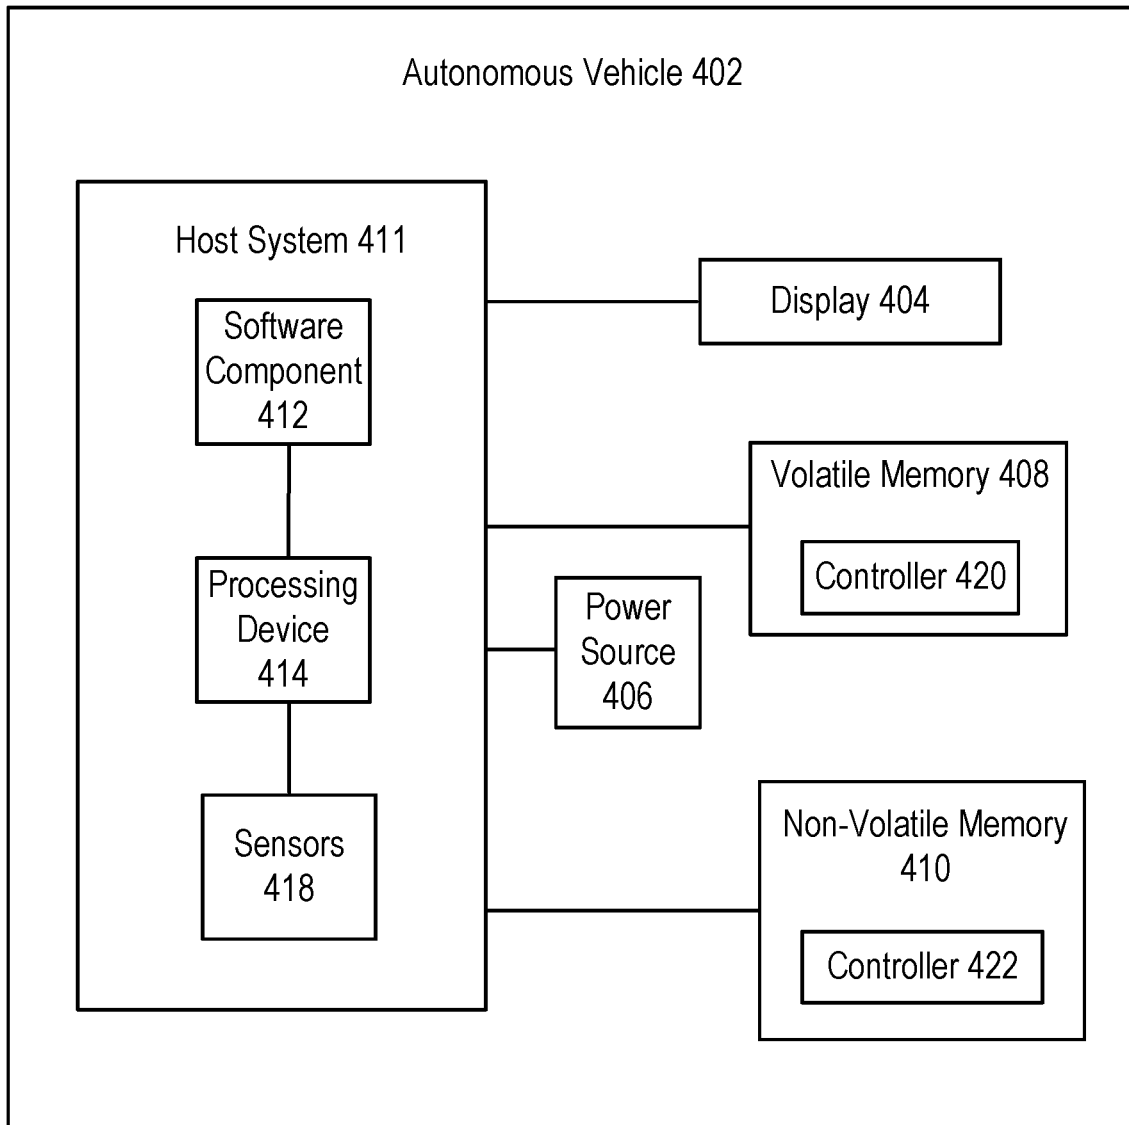 Autonomous Vehicle 402
Host System 411
Software
Component
412
Processing
Device
414
Sensors
418
Display 404
Volatile Memory 408
Controller 420
Power
Source
406
Non-Volatile Memory
410
Controller 422